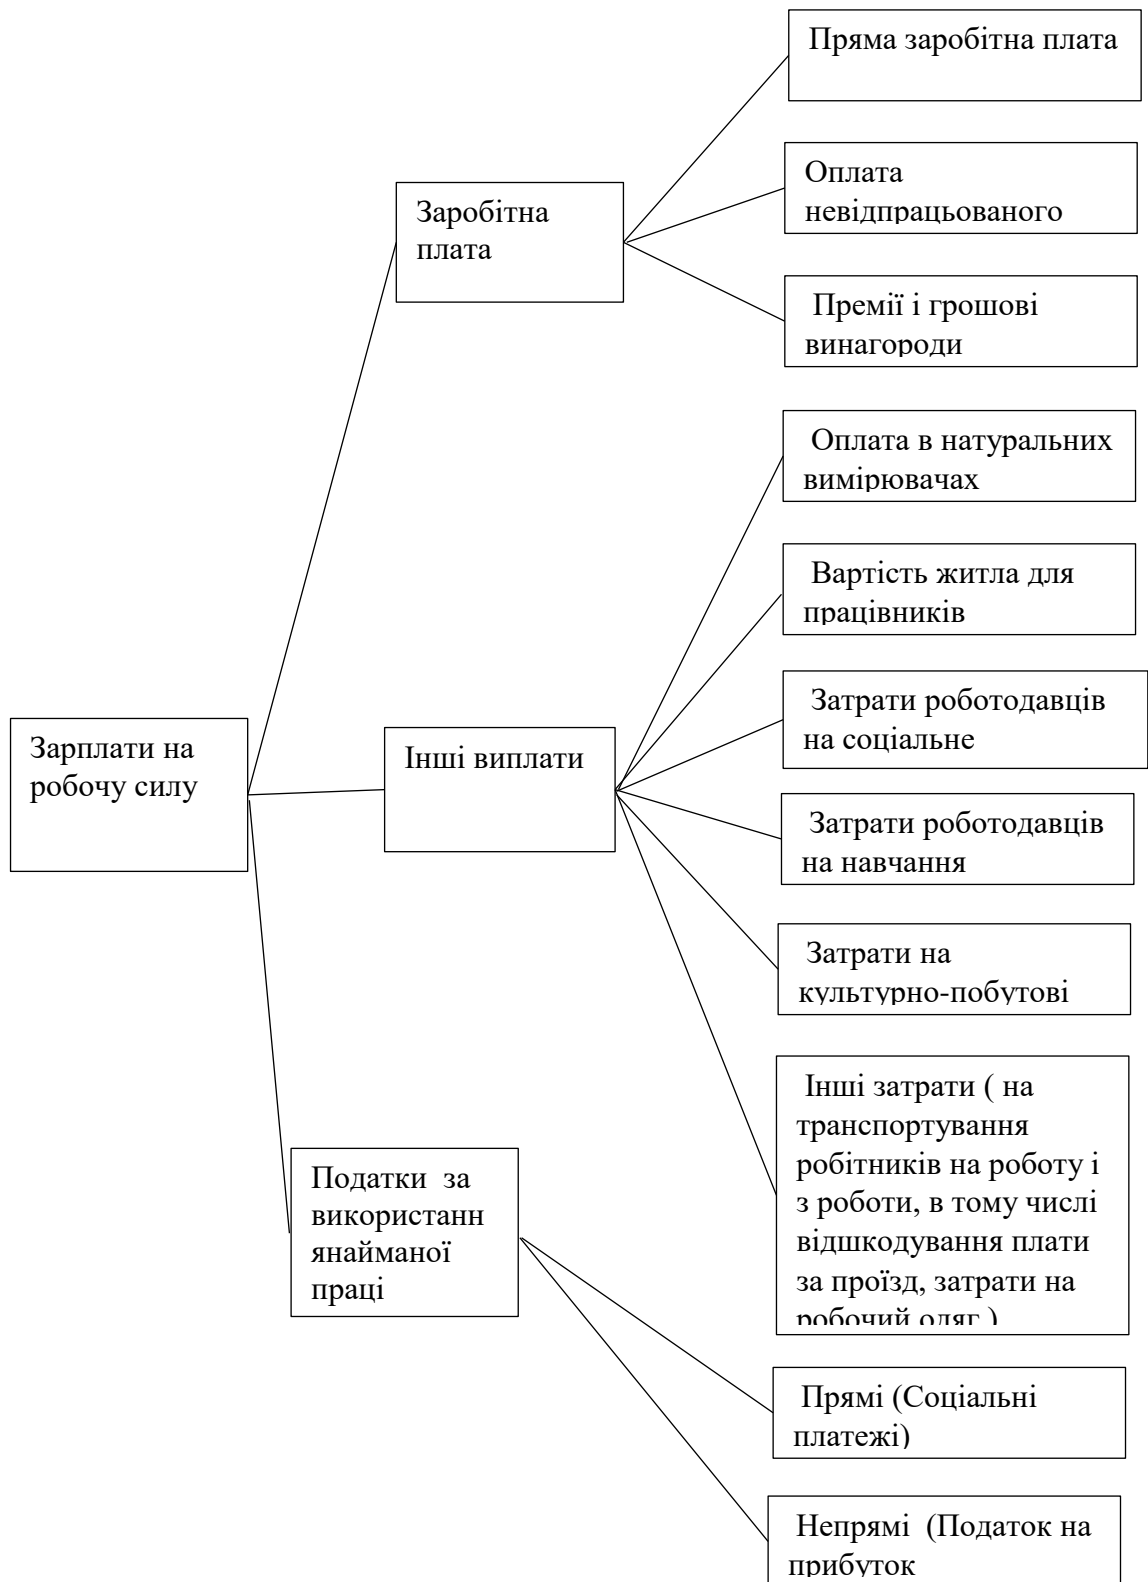 Пряма заробітна плата
Оплата
невідпрацьованого
Заробітна
плата
Премії і грошові
винагороди
Оплата в натуральних
вимірювачах
Вартість житла для
працівників
Затрати роботодавців
на соціальне
Зарплати на
робочу силу
Інші виплати
Затрати роботодавців
на навчання
Затрати на
культурно-побутові
Інші затрати ( на
транспортування
робітників на роботу і
з роботи, в тому числі
відшкодування плати
за проїзд, затрати на
робочий одяг )
Податки за
використанн
янайманої
праці
Прямі (Соціальні
платежі)
Непрямі (Податок на
прибуток